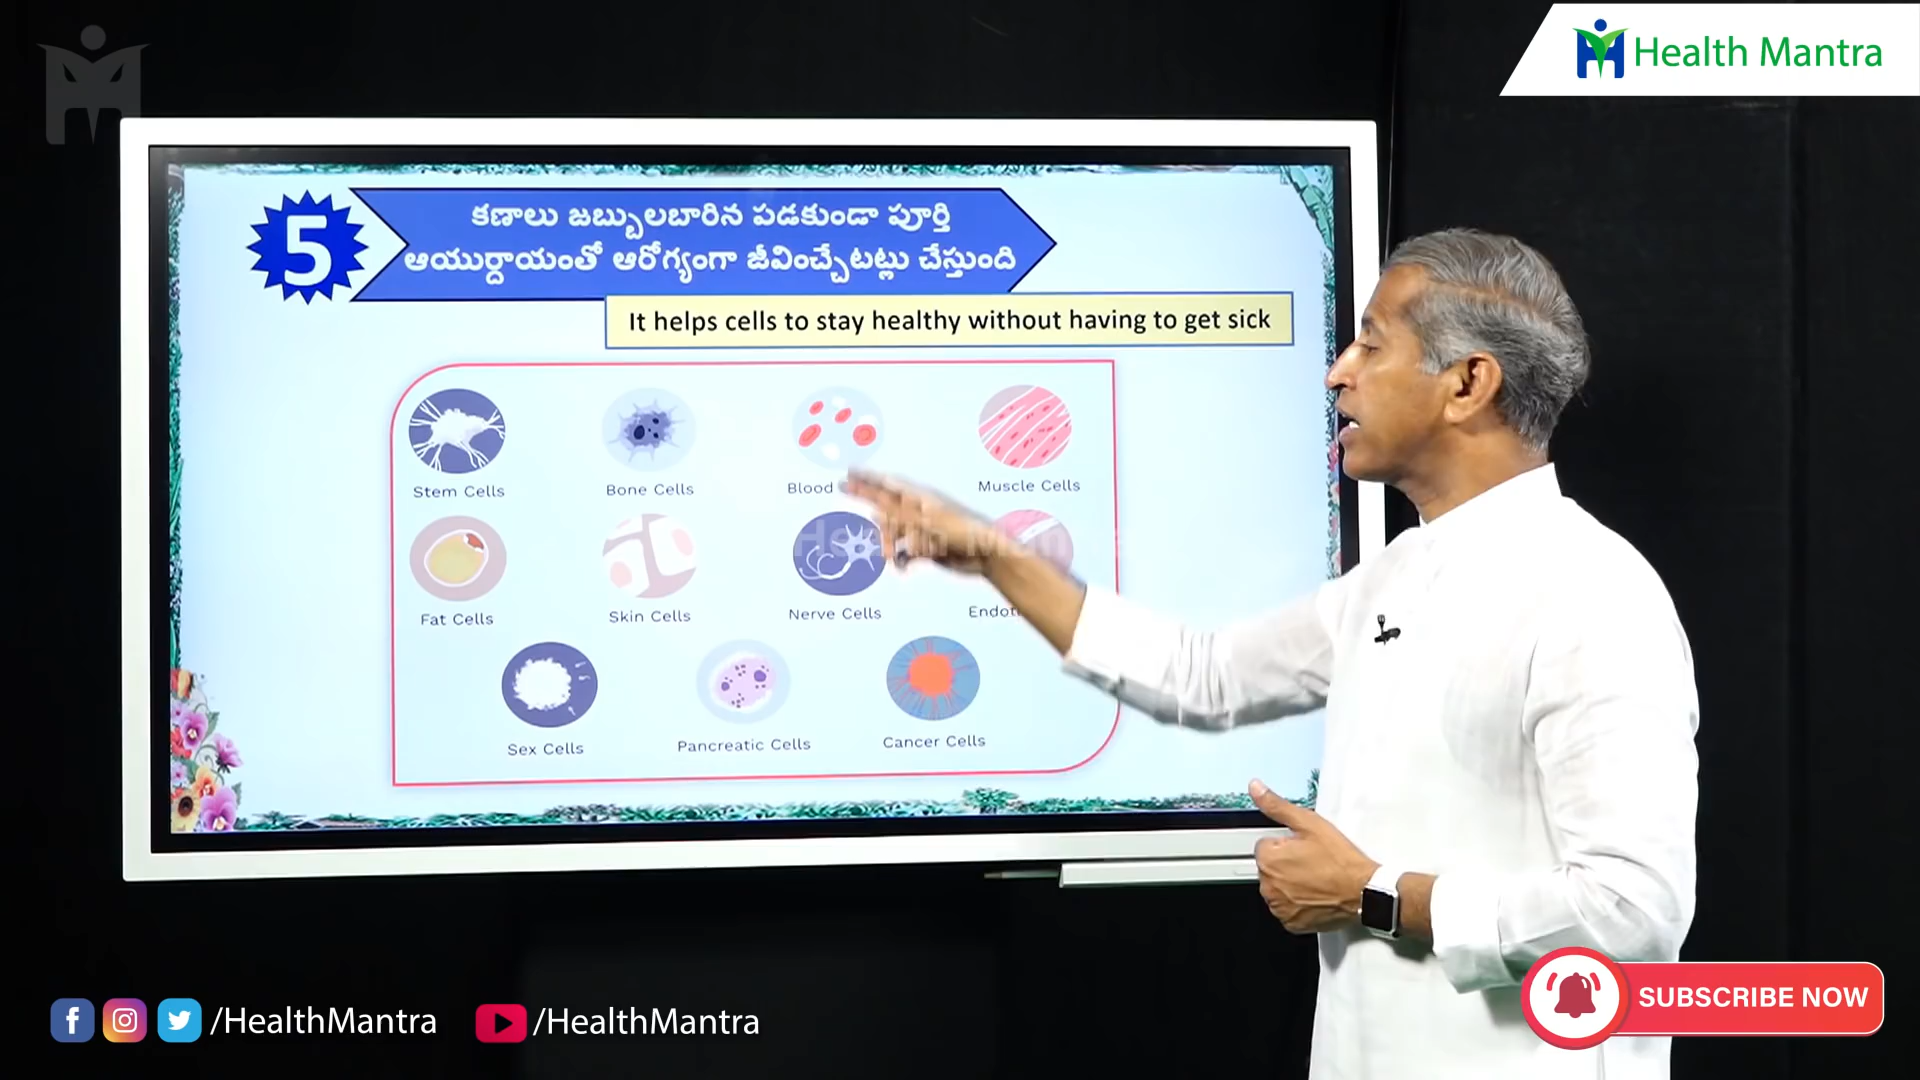 Health Mantra
5
కణాలు జబ్బులబారిన పడకుండా పూర్తి
ఆయుర్దాయంతో ఆరోగ్యంగా జీవించ్చేటట్లు చేస్తుంది
It helps cells to stay healthy without having to get sick
Stem Cells
Bone Cells
Blood
Muscle Cells
Health
Fat Cells
Skin Cells
Nerve Cells
Sex Cells
Pancreatic Cells
Cancer Cells
/HealthMantra
/HealthMantra
SUBSCRIBE NOW